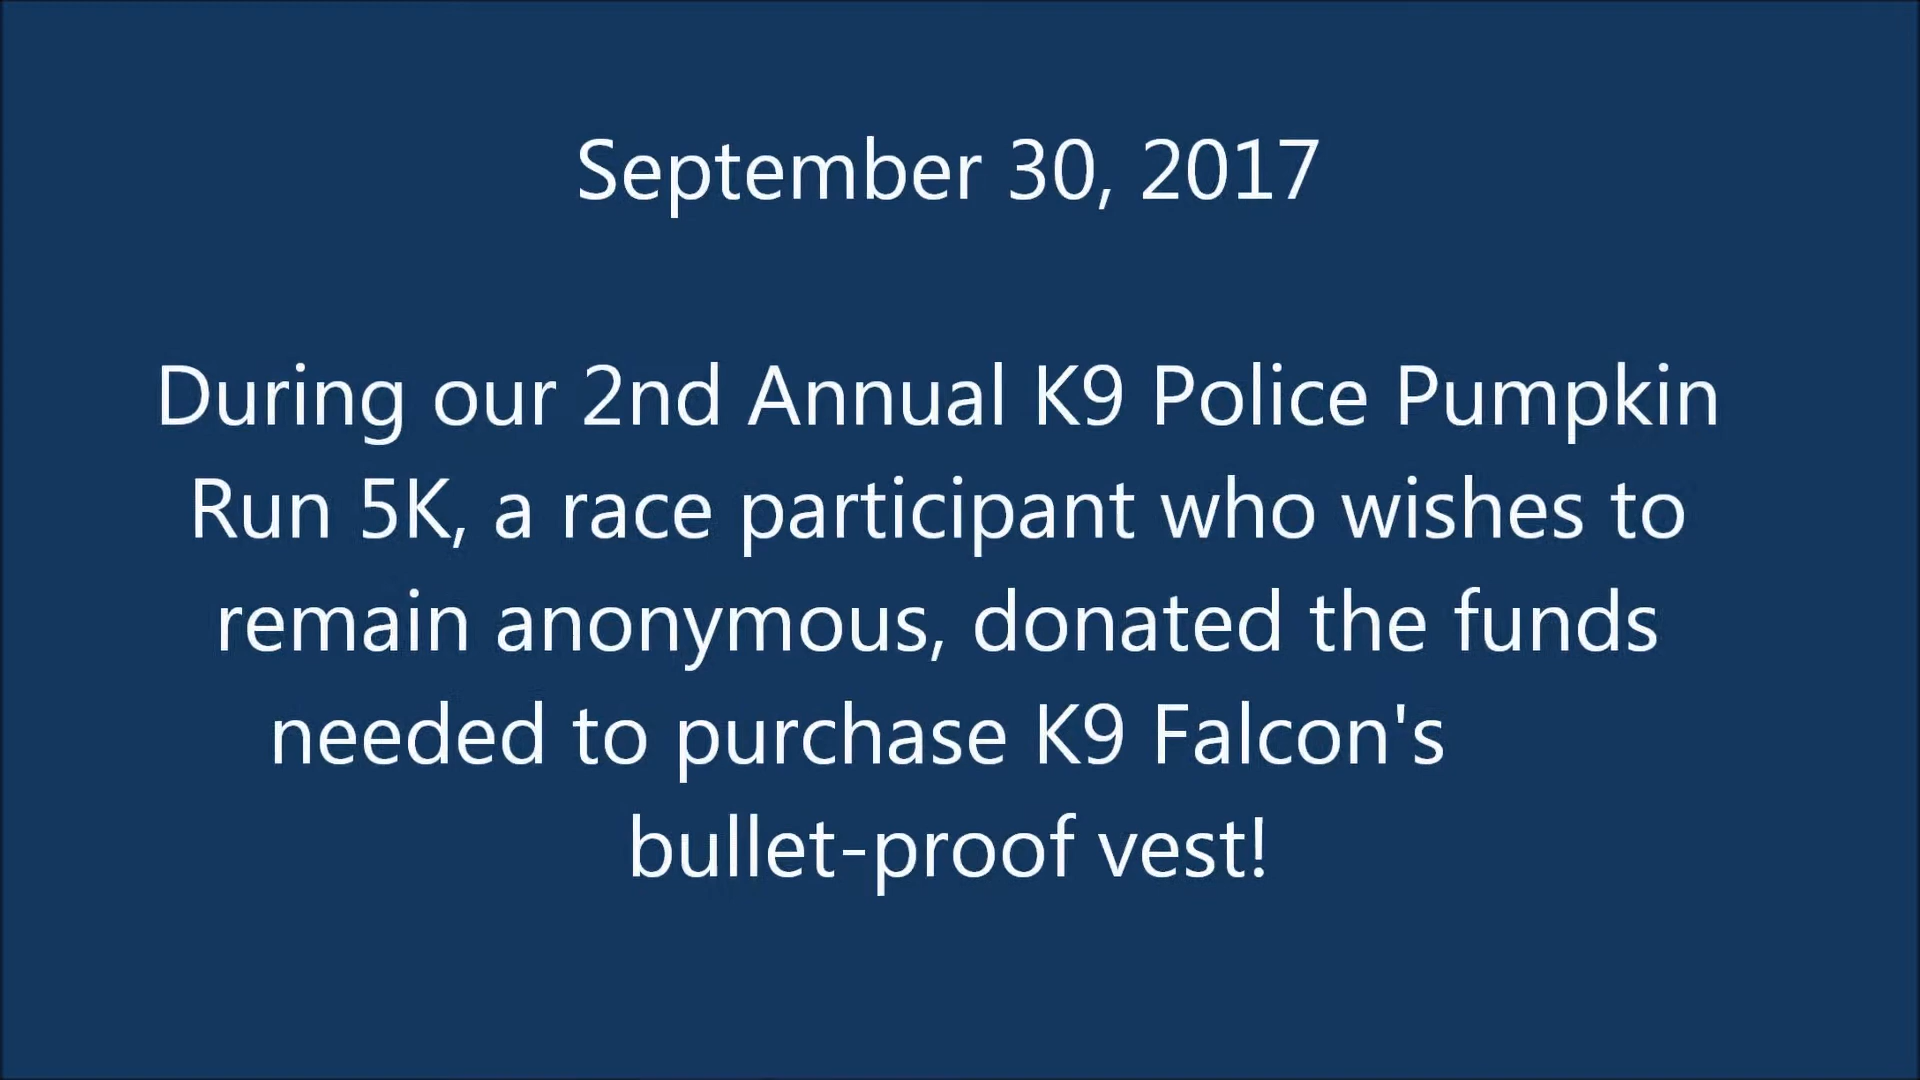 September 30, 2017
During our 2nd Annual K9 Police Pumpkin
Run 5K, a race participant who wishes to
remain anonymous, donated the funds
needed to purchase K9 Falcon's
bullet-proof vest!